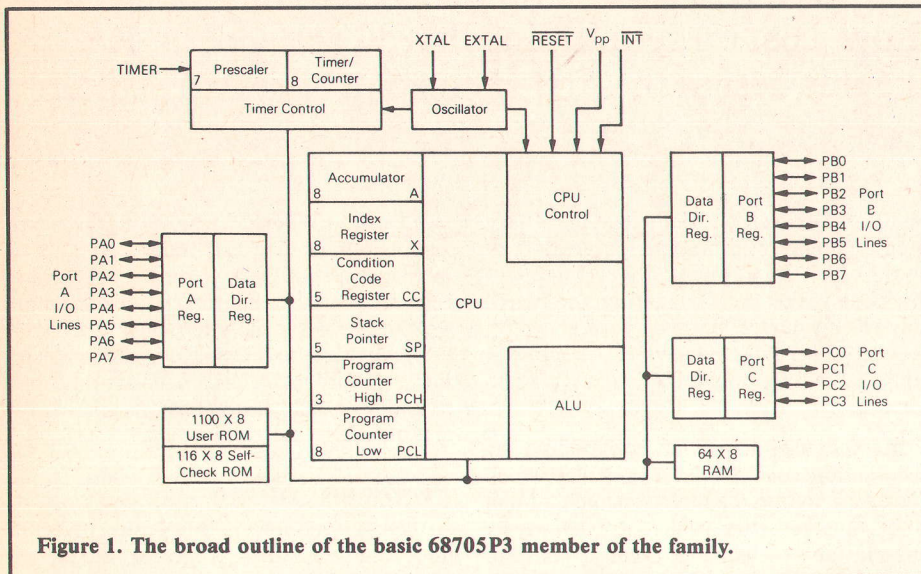 XTAL EXTAL RESET Vpp INT
TIMER
7 Prescaler
8 Timer/
Counter
Timer Control
Oscillator
8 Accumulator A
Index
Register
8 X
Condition
Code
Register
5 CC
Stack
Pointer
5 SP
Program
Counter
High
3 PCH
Program
Counter
Low
8 PCL
CPU
CPU
Control
ALU
PA0
PA1
Port PA2
A PA3
I/O PA4
Lines PA5
PA6
PA7
Port
A
Reg.
Data
Dir.
Reg.
1100 X 8
User ROM
116 X 8 Self-
Check ROM
Data
Dir.
Reg.
Port
B
Reg.
PB0
PB1
PB2 Port
PB3 B
PB4 I/O
PB5 Lines
PB6
PB7
Data
Dir.
Reg.
Port
C
Reg.
PC0 Port
PC1 C
PC2 I/O
PC3 Lines
64 X 8
RAM
Figure 1. The broad outline of the basic 68705P3 member of the family.